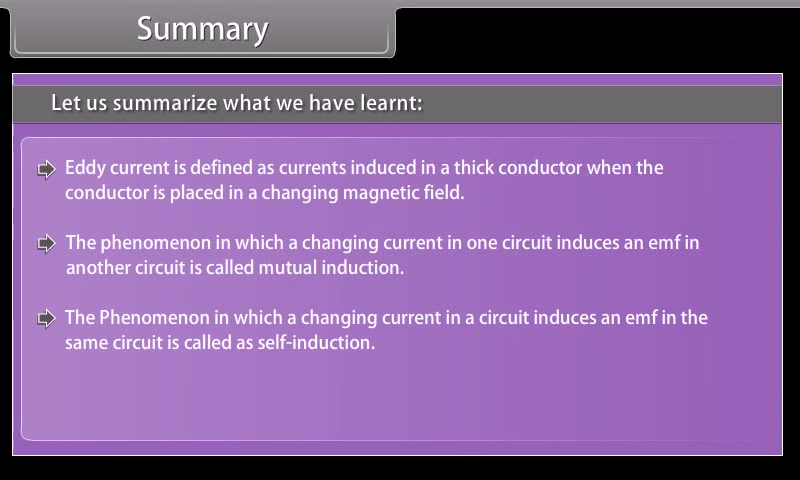 Summary
Let us summarize what we have learnt:
Eddy current is defined as currents induced in a thick conductor when the
conductor is placed in a changing magnetic field.
The phenomenon in which a changing current in one circuit induces an emf in
another circuit is called mutual induction.
The Phenomenon in which a changing current in a circuit induces an emf in the
same circuit is called as self-induction.